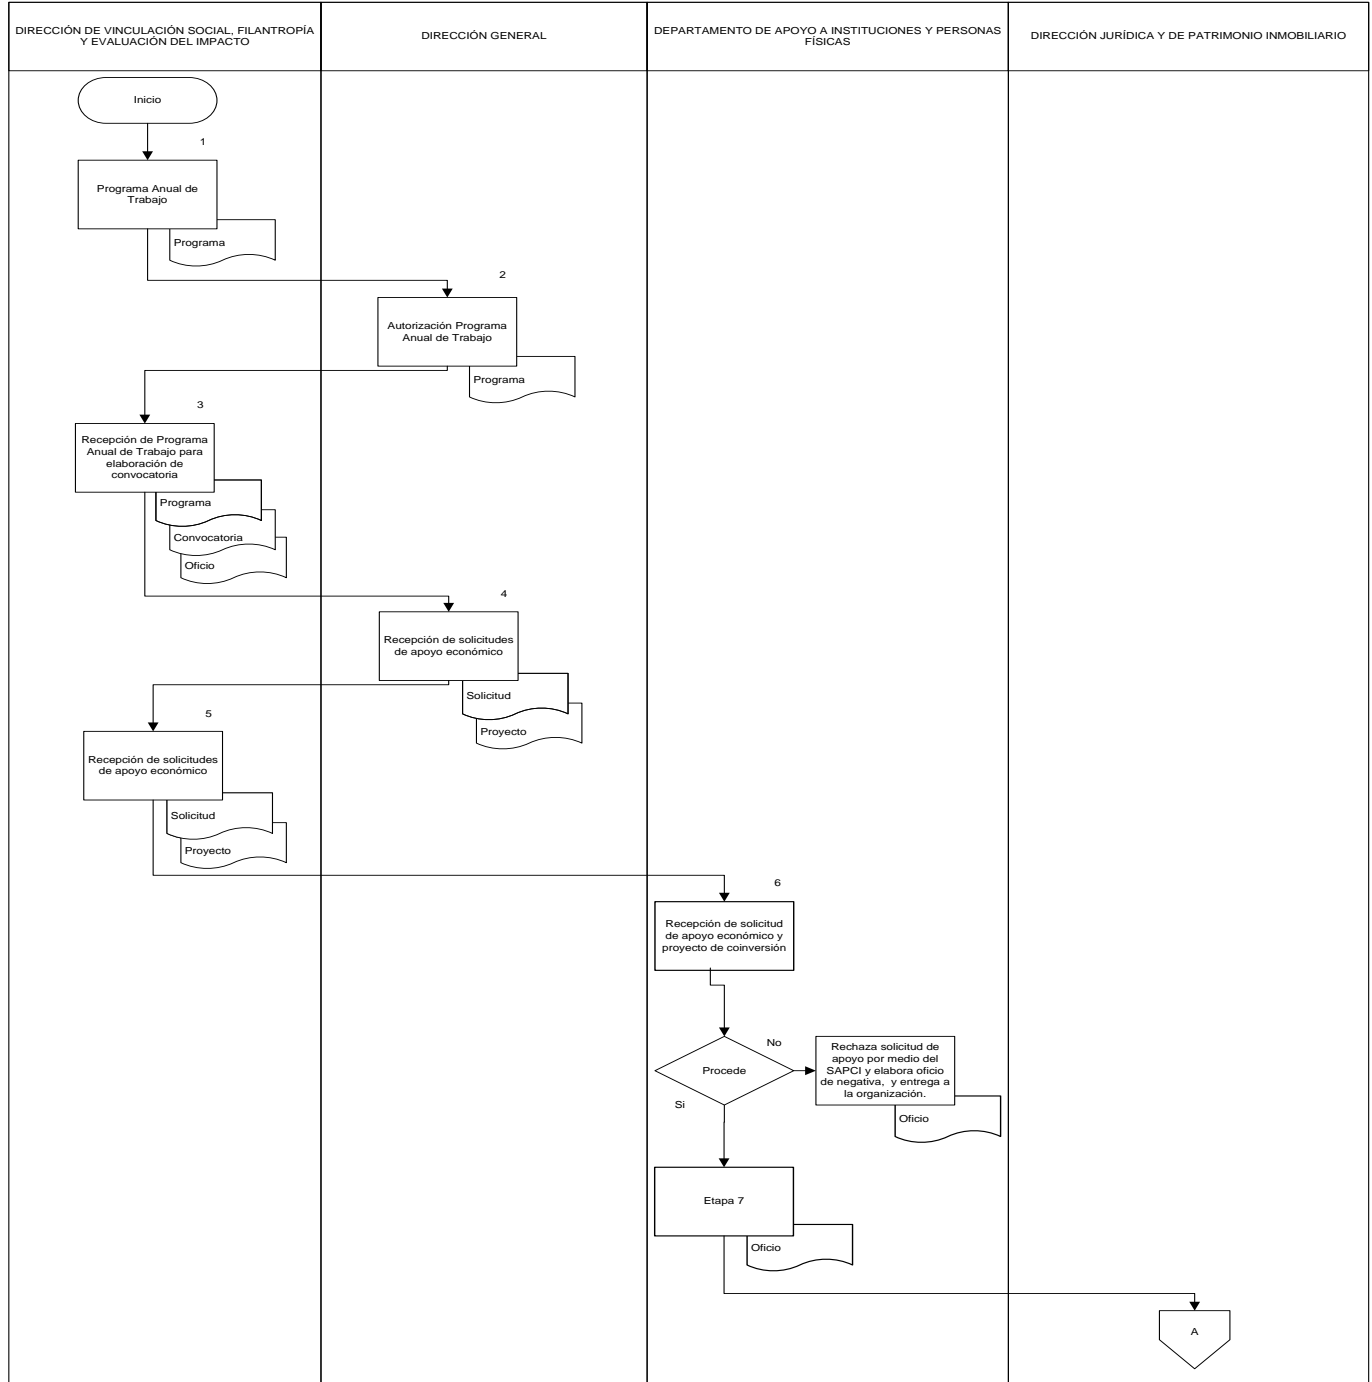 DIRECCIÓN DE VINCULACIÓN SOCIAL, FILANTROPÍA
Y EVALUACIÓN DEL IMPACTO
DIRECCIÓN GENERAL
DEPARTAMENTO DE APOYO A INSTITUCIONES Y PERSONAS
FÍSICAS
DIRECCIÓN JURÍDICA Y DE PATRIMONIO INMOBILIARIO
Inicio
1
Programa Anual de
Trabajo
Programa
2
Autorización Programa
Anual de Trabajo
Programa
3
Recepción de Programa
Anual de Trabajo para
elaboración de
convocatoria
Programa
Convocatoria
Oficio
4
Recepción de solicitudes
de apoyo económico
Solicitud
Proyecto
5
Recepción de solicitudes
de apoyo económico
Solicitud
Proyecto
6
Recepción de solicitud
de apoyo económico y
proyecto de coinversión
Procede
No
Rechaza solicitud de
apoyo por medio del
SAPCI y elabora oficio
de negativa, y entrega a
la organización.
Oficio
Si
Etapa 7
Oficio
A